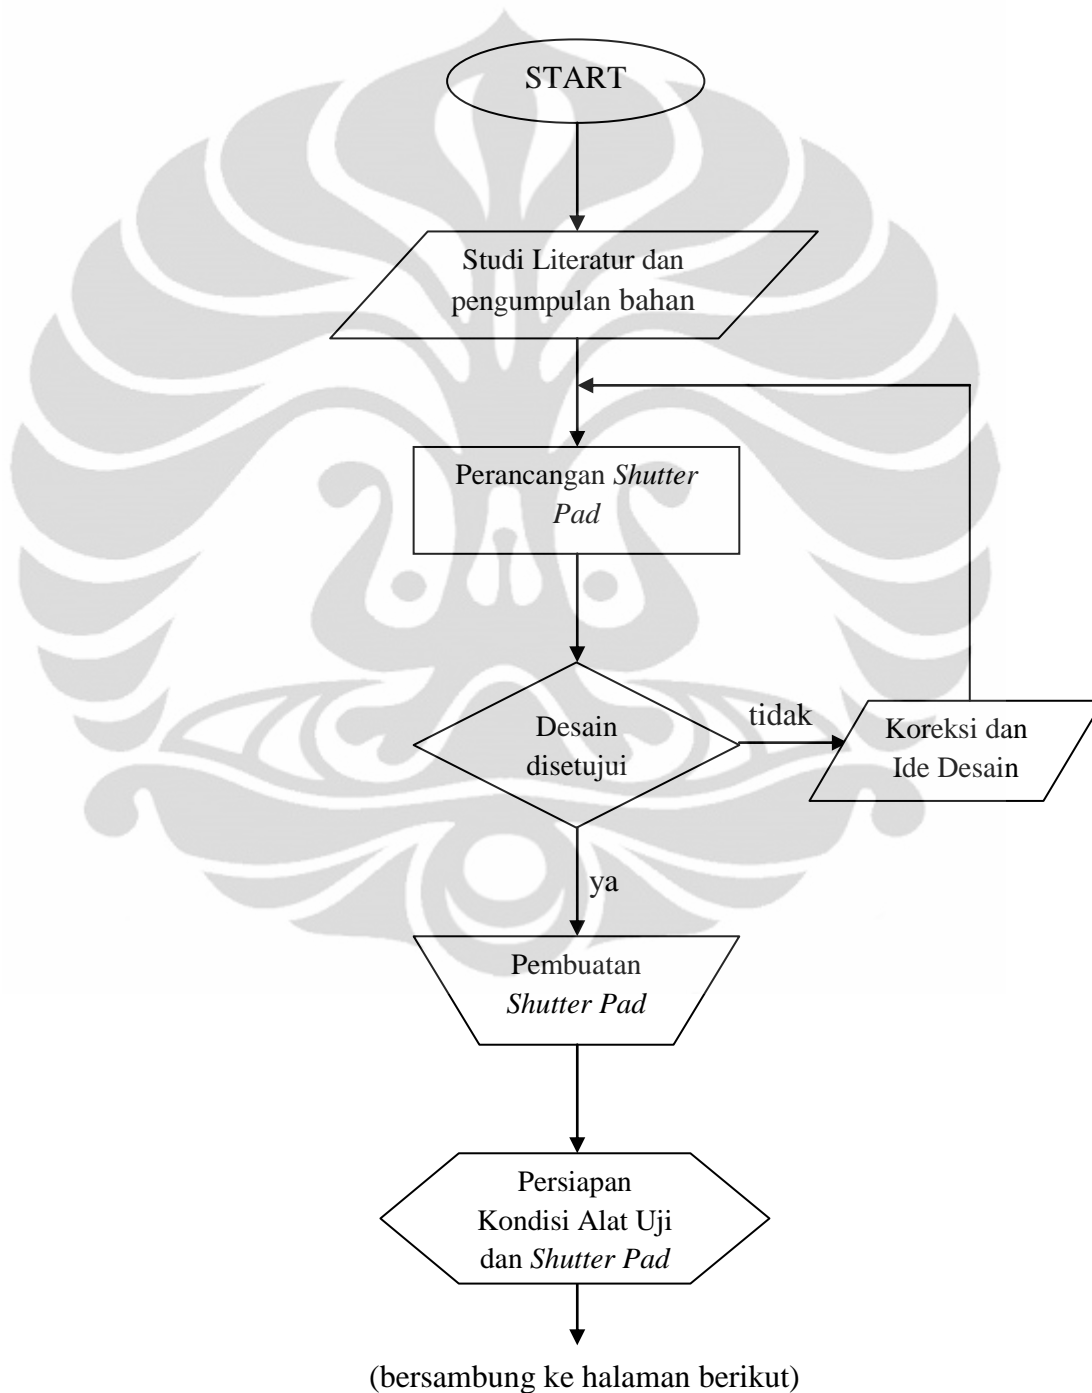 START
Studi Literatur dan
pengumpulan bahan
Perancangan Shutter
Pad
Desain
disetujui
tidak
Koreksi dan
Ide Desain
ya
Pembuatan
Shutter Pad
Persiapan
Kondisi Alat Uji
dan Shutter Pad
(bersambung ke halaman berikut)